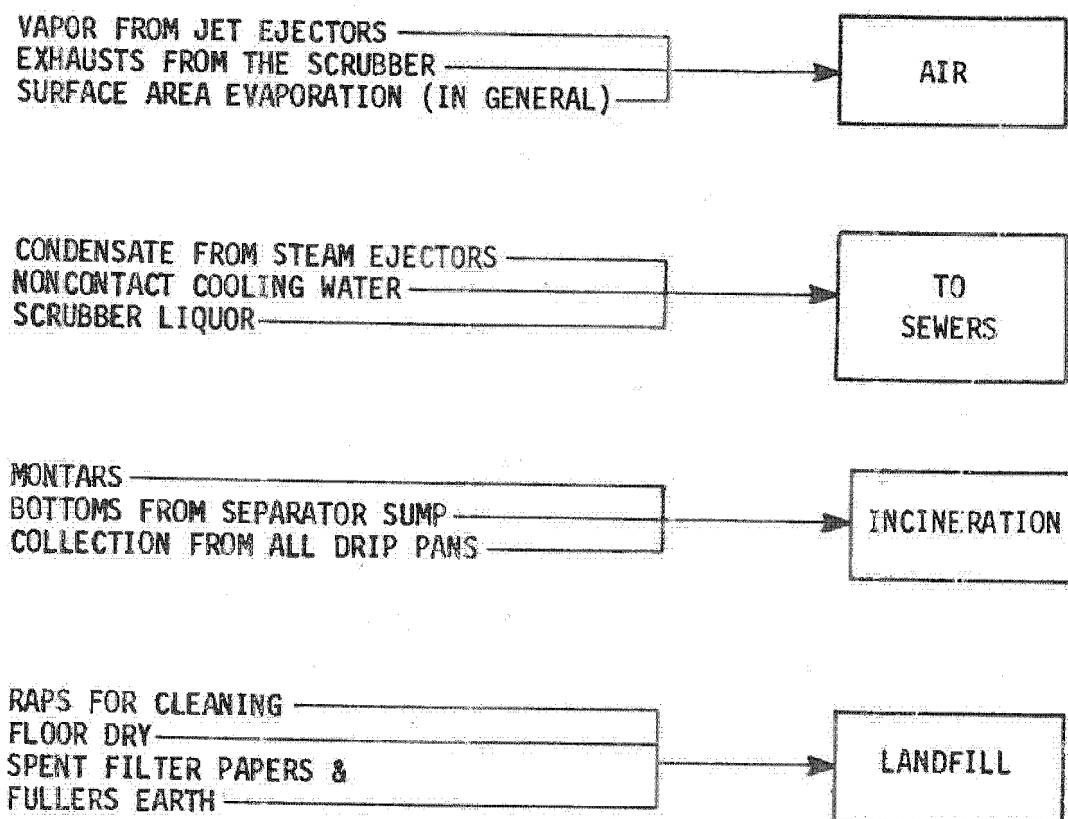 VAPOR FROM JET EJECTORS
EXHAUSTS FROM THE SCRUBBER
SURFACE AREA EVAPORATION (IN GENERAL)
AIR
CONDENSATE FROM STEAM EJECTORS
NONCONTACT COOLING WATER
SCRUBBER LIQUOR
TO
SEWERS
MONTARS
BOTTOMS FROM SEPARATOR SUMP
COLLECTION FROM ALL DRIP PANS
INCINERATION
RAPS FOR CLEANING
FLOOR DRY
SPENT FILTER PAPERS &
FULLERS EARTH
LANDFILL